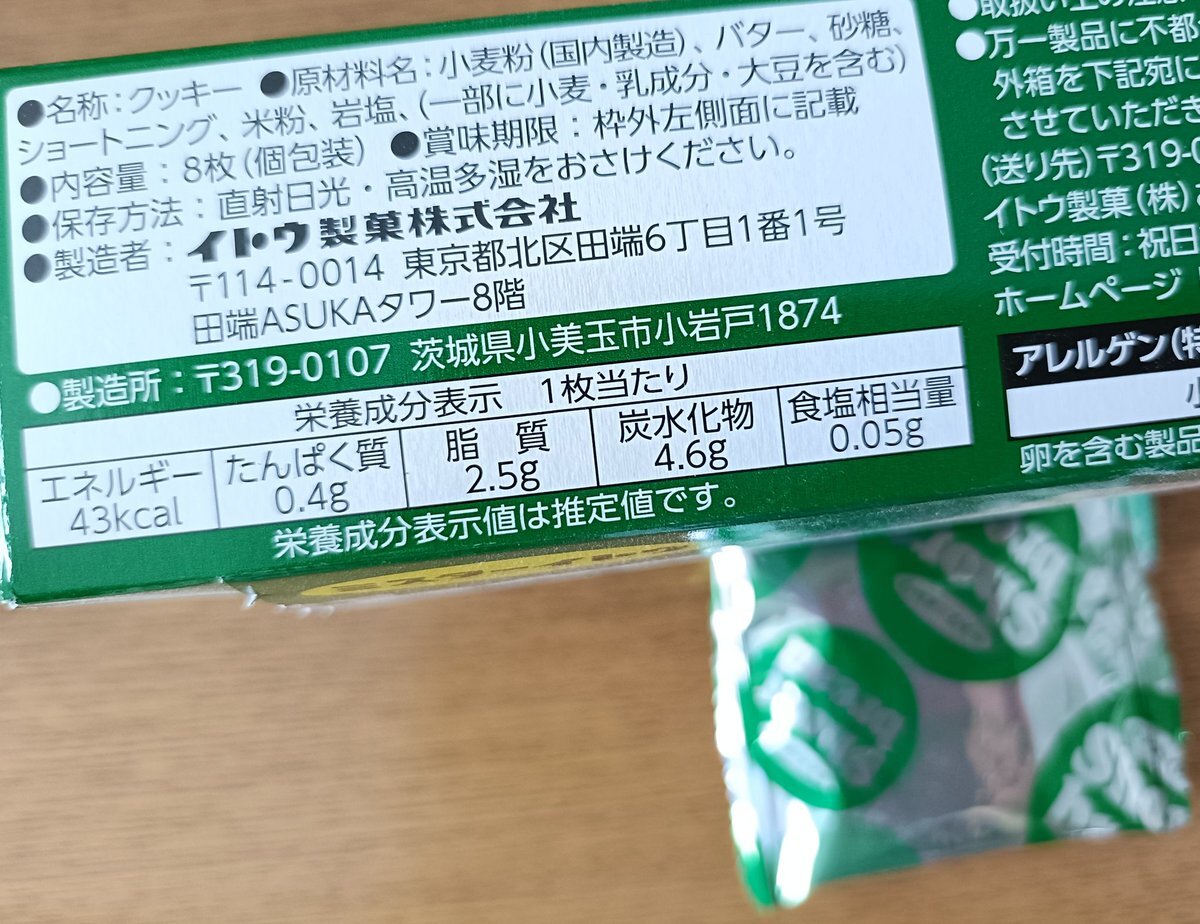 ●名称：クッキー ●原材料名：小麦粉(国内製造)、バター、砂糖、
ショートニング、米粉、岩塩、(一部に小麦・乳成分・大豆を含む)
●内容量：8枚(個包装) ●賞味期限：枠外左側面に記載
●保存方法：直射日光・高温多湿をおさけください。
●製造者：イトウ製菓株式会社
〒114-0014 東京都北区田端6丁目1番1号
田端ASUKAタワー8階
●製造所：〒319-0107 茨城県小美玉市小岩戸1874
栄養成分表示 1枚当たり
エネルギー 43kcal
たんぱく質 0.4g
脂 質 2.5g
炭水化物 4.6g
食塩相当量 0.05g
栄養成分表示値は推定値です。
●取扱い上の注意
●万一製品に不都
外箱を下記宛に
させていただき
(送り先)〒319-0
イトウ製菓(株)
受付時間：祝日
ホームページ
アレルゲン(特
小
卵を含む製品